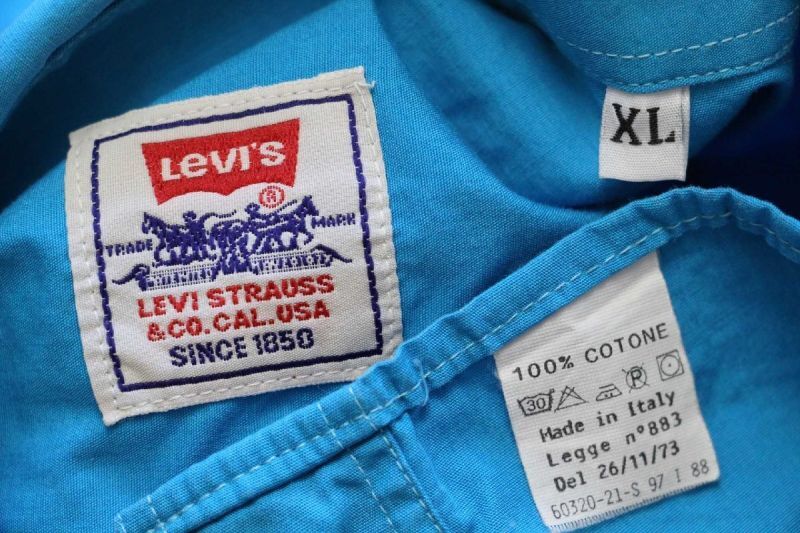 LEVI'S
®
TRADE MARK
LEVI STRAUSS
& CO. CAL. USA
SINCE 1850
XL
100% COTONE
30
P
Made in Italy
Legge n°883
Del 26/11/73
60320-21-S 97 I 88